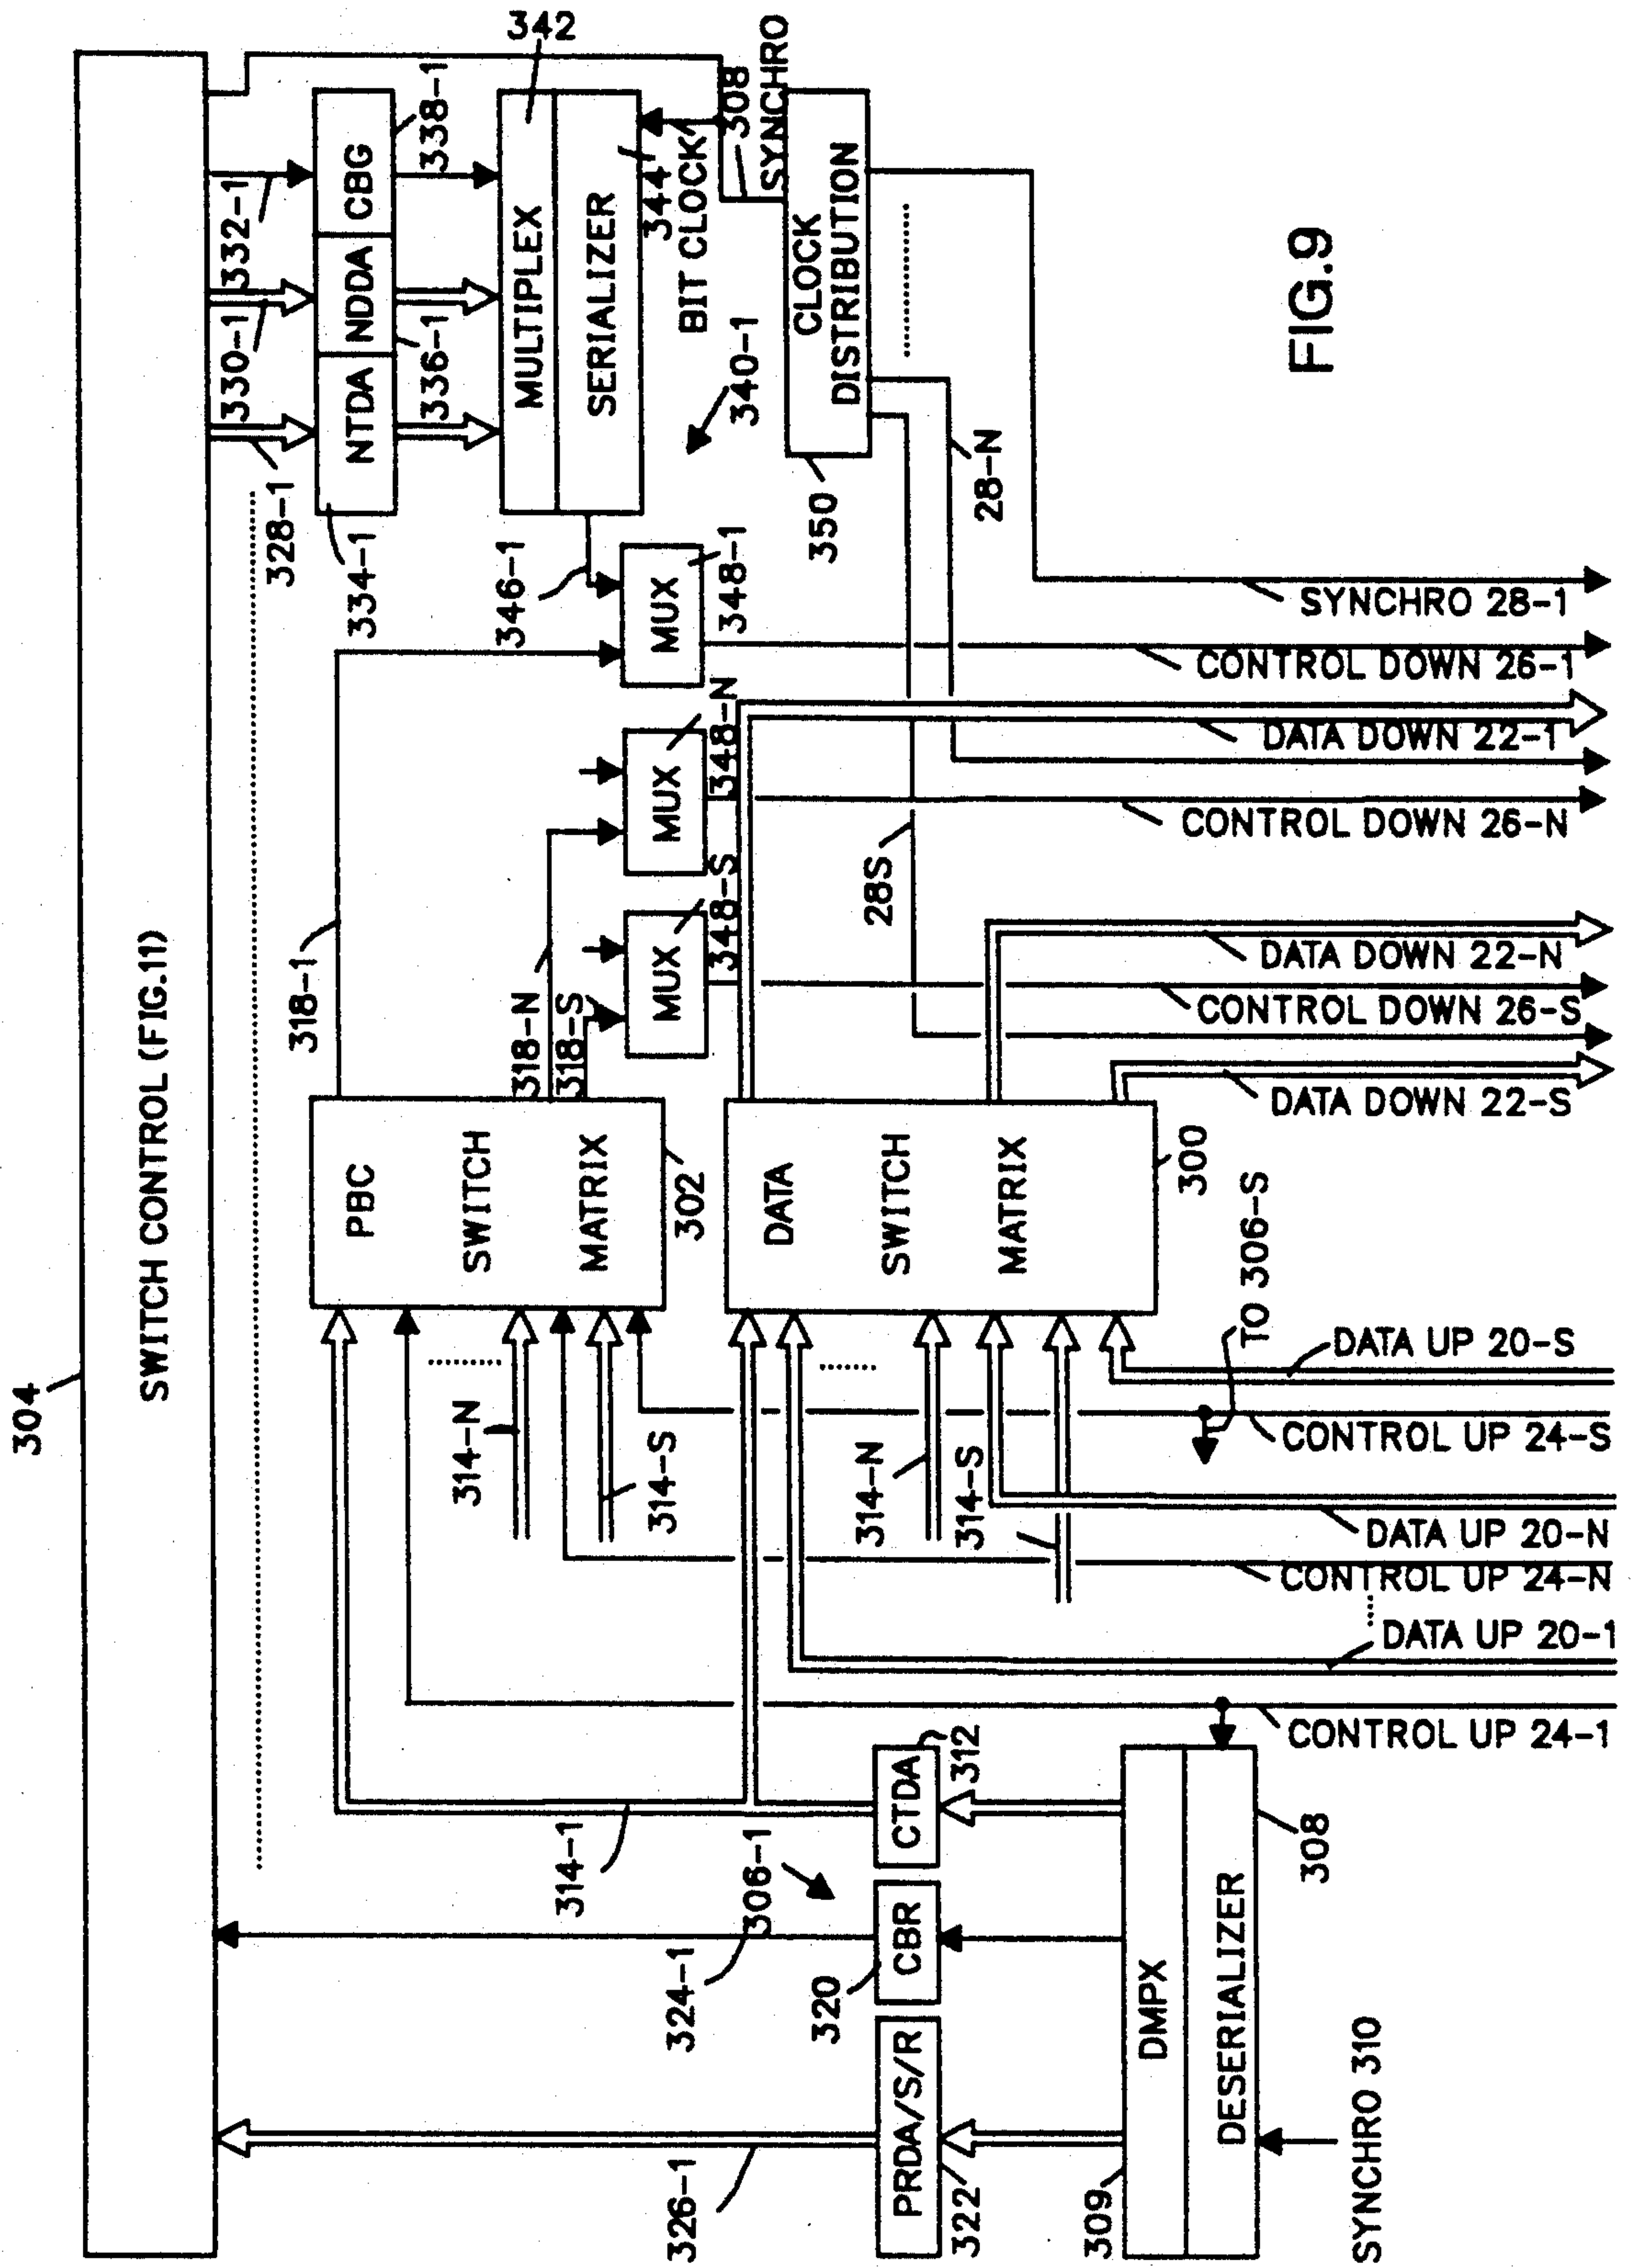 304
SWITCH CONTROL (FIG.11)
326-1
324-1
306-1
314-1
PRDA/S/R
322
CBR
320
CTDA
312
DMPX
309
DESERIALIZER
308
SYNCHRO 310
314-N
314-S
PBC
SWITCH
MATRIX
302
318-1
318-N
318-S
314-N
314-S
DATA
SWITCH
MATRIX
300
TO 306-S
MUX
348-S
MUX
348-N
MUX
348-1
346-1
328-1
330-1
332-1
334-1
NTDA
NDDA
CBG
336-1
338-1
342
MULTIPLEX
SERIALIZER
344
BIT CLOCK
340-1
308
SYNCHRO
CLOCK
DISTRIBUTION
350
28-N
28S
CONTROL UP 24-1
DATA UP 20-1
CONTROL UP 24-N
DATA UP 20-N
CONTROL UP 24-S
DATA UP 20-S
DATA DOWN 22-S
CONTROL DOWN 26-S
DATA DOWN 22-N
CONTROL DOWN 26-N
DATA DOWN 22-1
CONTROL DOWN 26-1
SYNCHRO 28-1
FIG.9